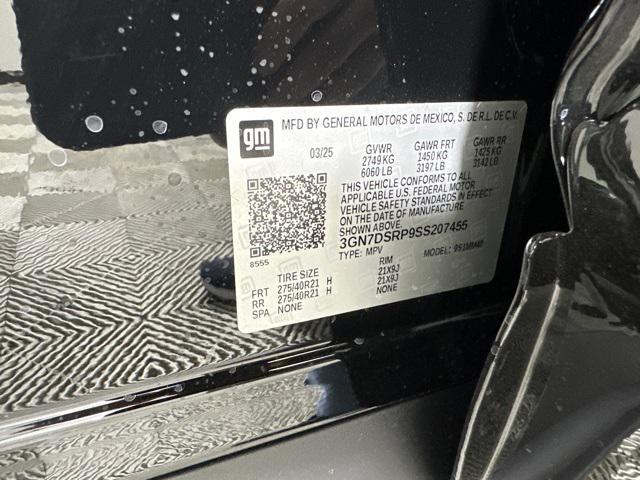 gm
MFD BY GENERAL MOTORS DE MEXICO, S. DE R.L. DE C.V.
03/25 GVWR GAWR FRT GAWR RR
2749 KG 1450 KG 1425 KG
6060 LB 3197 LB 3142 LB
THIS VEHICLE CONFORMS TO ALL
APPLICABLE U.S. FEDERAL MOTOR
VEHICLE SAFETY STANDARDS IN EFFECT
ON THE DATE OF MANUFACTURE
SHOWN ABOVE.
3GN7DSRP9SS207455
TYPE: MPV MODEL:
8555
TIRE SIZE RIM
FRT 275/40R21 H 21X9J
RR 275/40R21 H 21X9J
SPA NONE NONE